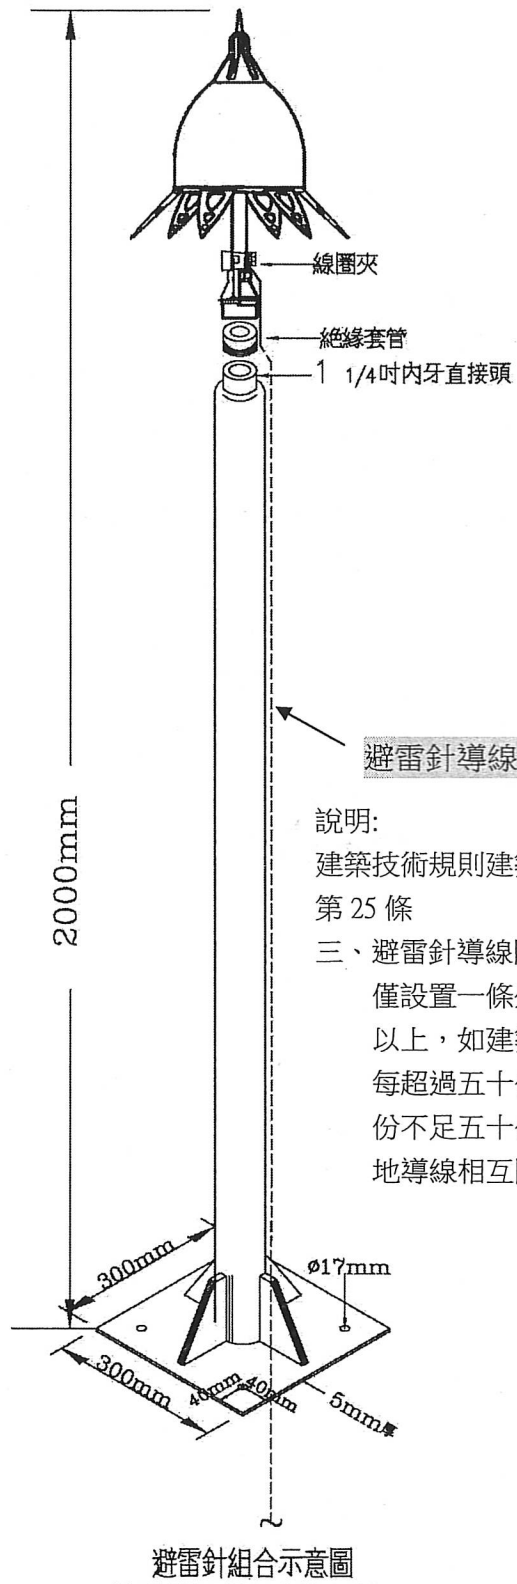 線圈夾
絕緣套管
1 1/4吋內牙直接頭
2000mm
避雷針導線
說明:
建築技術規則建築
第 25 條
三、避雷針導線
僅設置一條
以上，如建築
每超過五十
份不足五十
地導線相互
300mm
ø17mm
300mm
40mm
40mm
5mm厚
避雷針組合示意圖